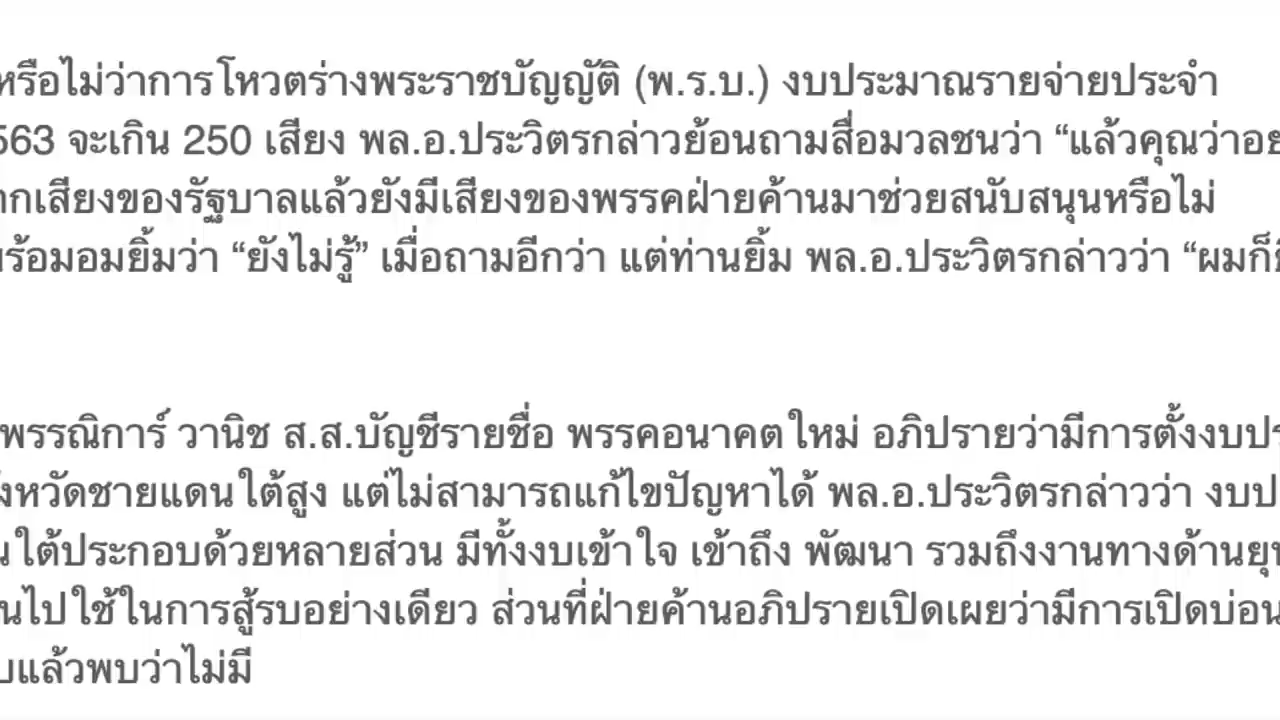 หรือไม่ว่าการโหวตร่างพระราชบัญญัติ (พ.ร.บ.) งบประมาณรายจ่ายประจำ
563 จะเกิน 250 เสียง พล.อ.ประวิตรกล่าวย้อนถามสื่อมวลชนว่า “แล้วคุณว่าอย
ากเสียงของรัฐบาลแล้วยังมีเสียงของพรรคฝ่ายค้านมาช่วยสนับสนุนหรือไม่
ร้อมอมยิ้มว่า “ยังไม่รู้” เมื่อถามอีกว่า แต่ท่านยิ้ม พล.อ.ประวิตรกล่าวว่า “ผมก็
พรรณิการ์ วานิช ส.ส.บัญชีรายชื่อ พรรคอนาคตใหม่ อภิปรายว่ามีการตั้งงบปร
ังหวัดชายแดนใต้สูง แต่ไม่สามารถแก้ไขปัญหาได้ พล.อ.ประวิตรกล่าวว่า งบป
นใต้ประกอบด้วยหลายส่วน มีทั้งงบเข้าใจ เข้าถึง พัฒนา รวมถึงงานทางด้านยุท
นไปใช้ในการสู้รบอย่างเดียว ส่วนที่ฝ่ายค้านอภิปรายเปิดเผยว่ามีการเปิดบ่อน
บแล้วพบว่าไม่มี